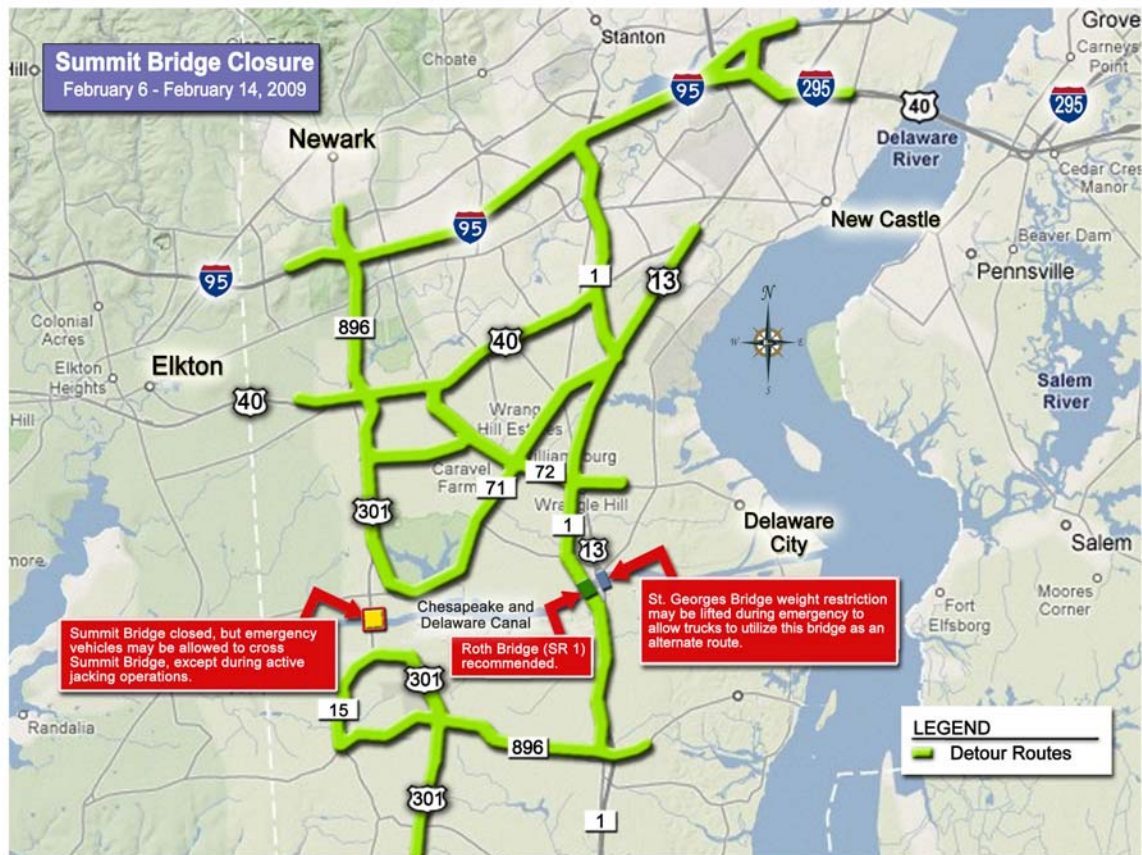 Summit Bridge Closure
February 6 - February 14, 2009
Stanton
Choate
Grove
Carneys
Point
Hill
95
295
40
295
Delaware
River
Newark
Cedar Cres
Manor
New Castle
95
Beaver Dam
Pennsville
95
1
13
N
W
E
S
Colonial
Acres
896
40
Elkton
Heights
Elkton
40
Salem
River
Hill
Wrang
Hill Estates
Caravel
Farm
71
72
illiamsburg
Wrangle Hill
301
1
13
Delaware
City
Salem
more
Moores
Corner
Fort
Elfsborg
Chesapeake and
Delaware Canal
Summit Bridge closed, but emergency
vehicles may be allowed to cross
Summit Bridge, except during active
jacking operations.
Roth Bridge (SR 1)
recommended.
St. Georges Bridge weight restriction
may be lifted during emergency to
allow trucks to utilize this bridge as an
alternate route.
301
15
Randalia
896
301
1
LEGEND
Detour Routes